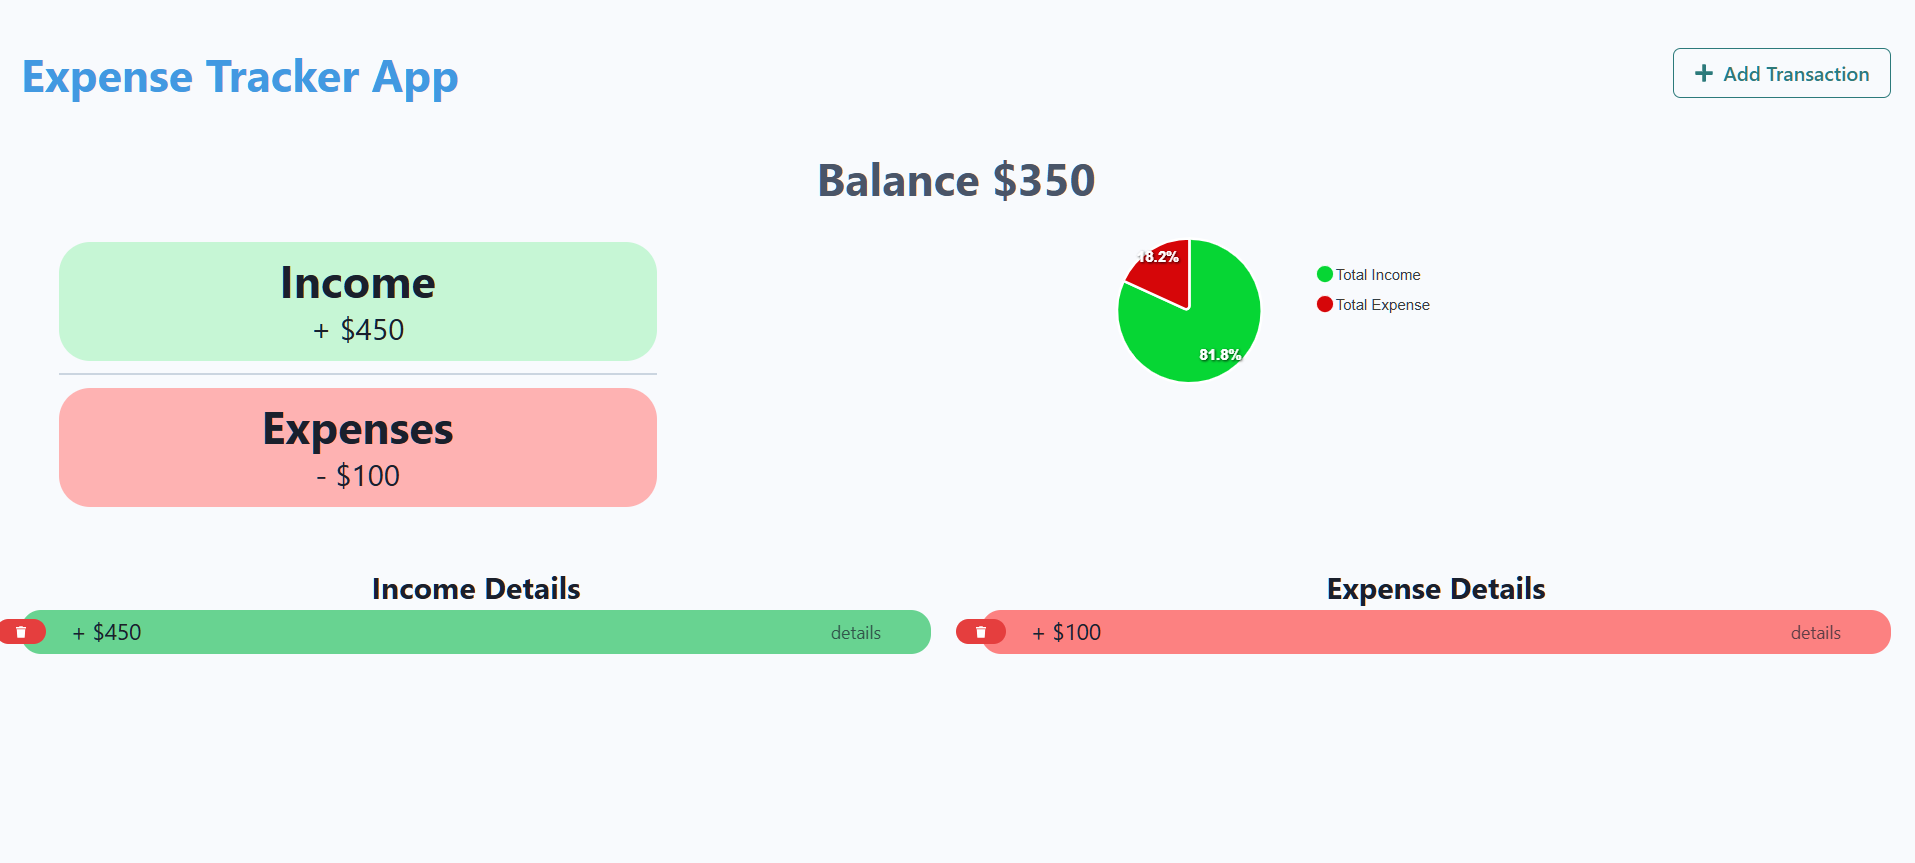 Expense Tracker App
Add Transaction
Balance $350
Income
+ $450
Expenses
- $100
18.2%
81.8%
Total Income
Total Expense
Income Details
+ $450 details
Expense Details
+ $100 details